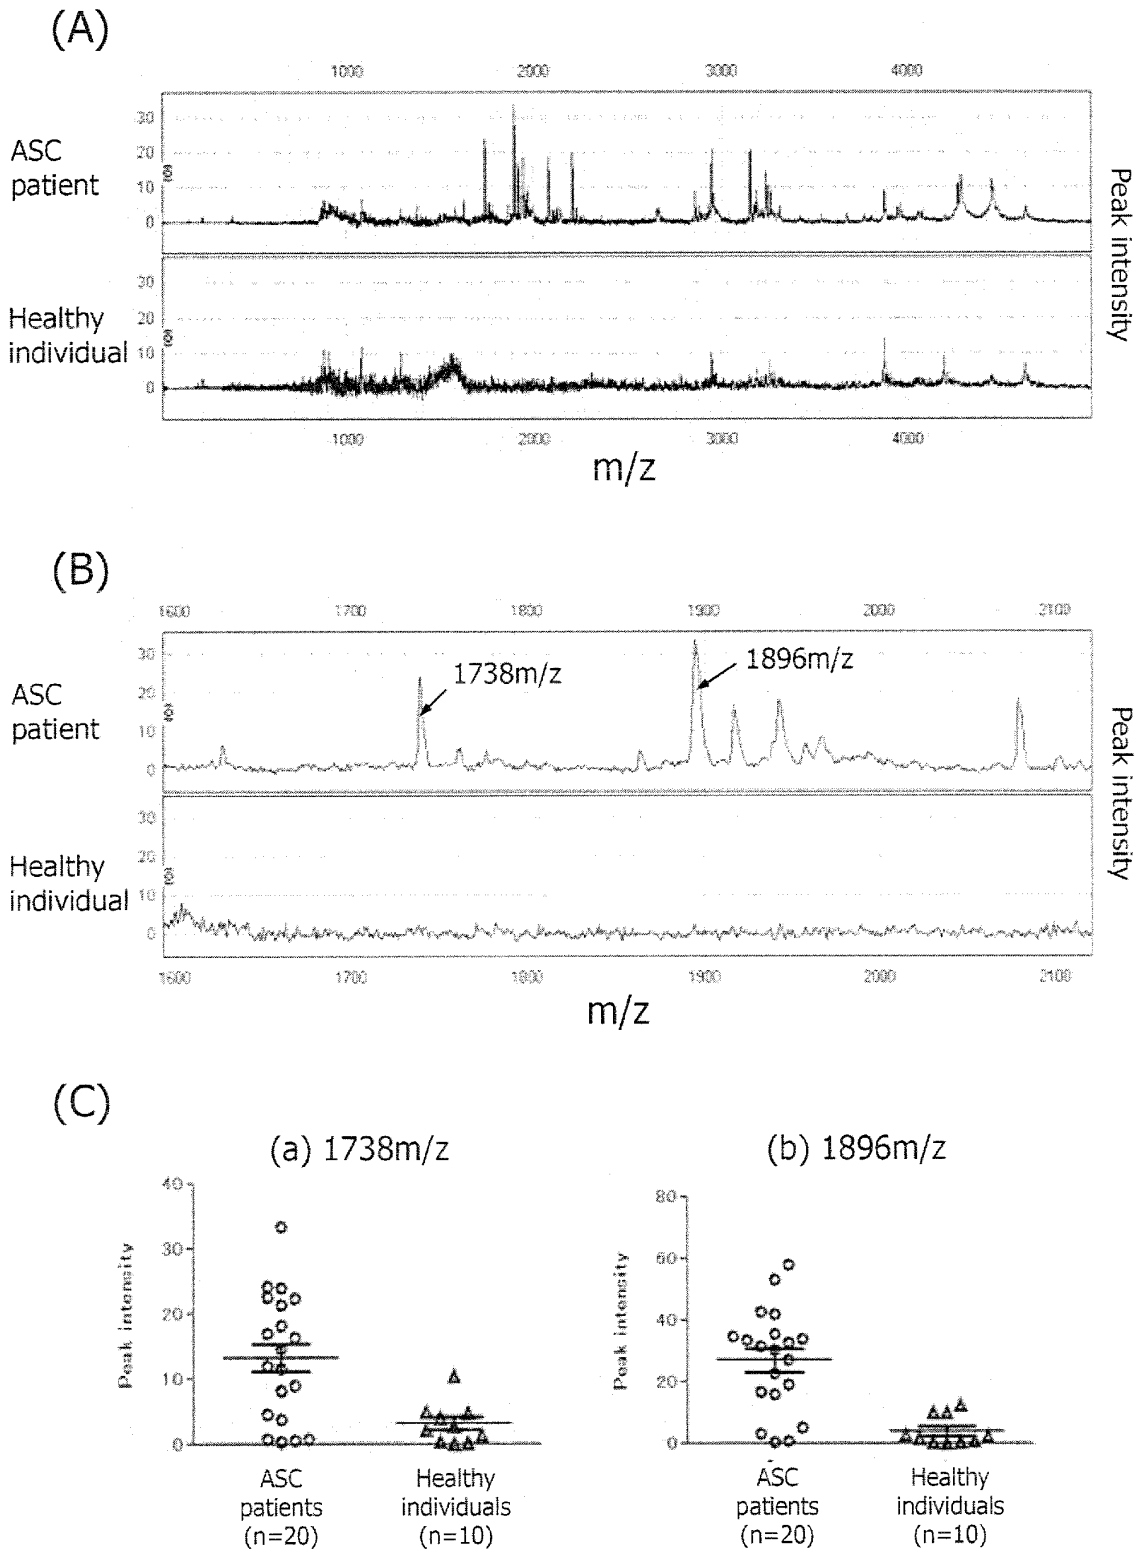 (A)
1000 2000 3000 4000
ASC
patient
30
20
10
0
Healthy
individual
30
20
10
0
Peak intensity
1000 2000 3000 4000
m/z
(B)
1600 1700 1800 1900 2000 2100
ASC
patient
30
20
10
0
1738m/z
1896m/z
Healthy
individual
30
20
10
0
Peak intensity
1600 1700 1800 1900 2000 2100
m/z
(C)
(a) 1738m/z
Peak intensity
40
30
20
10
0
ASC
patients
(n=20)
Healthy
individuals
(n=10)
(b) 1896m/z
Peak intensity
80
60
40
20
0
ASC
patients
(n=20)
Healthy
individuals
(n=10)